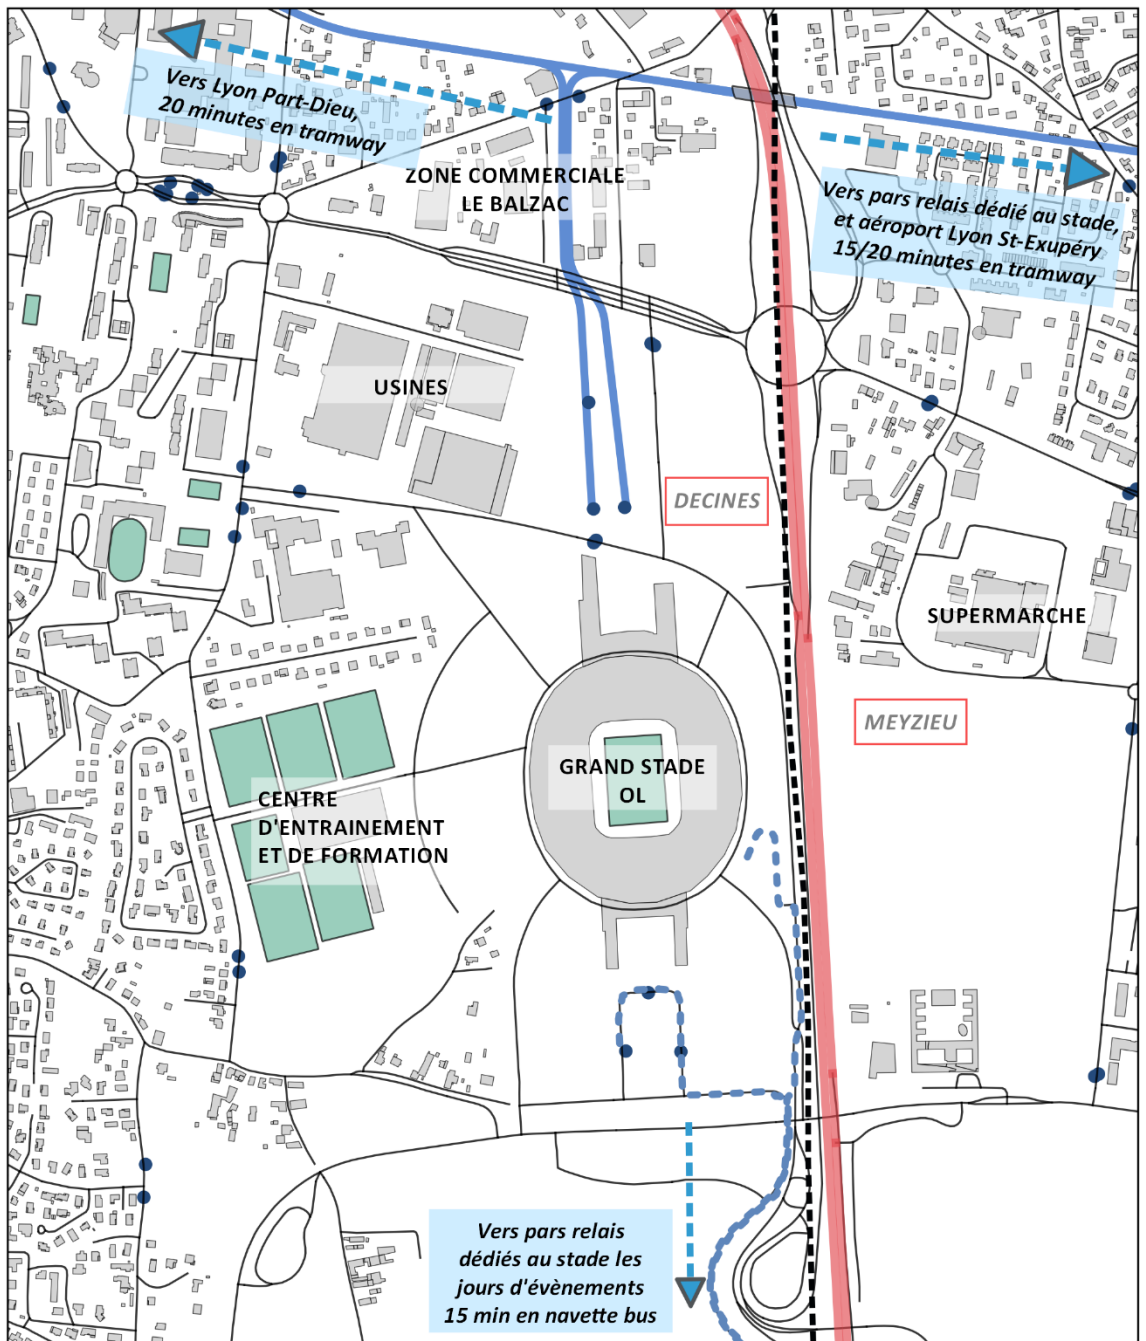 Vers Lyon Part-Dieu,
20 minutes en tramway
ZONE COMMERCIALE
LE BALZAC
Vers pars relais dédié au stade,
et aéroport Lyon St-Exupéry
15/20 minutes en tramway
USINES
DECINES
SUPERMARCHE
MEYZIEU
GRAND STADE
OL
CENTRE
D'ENTRAINEMENT
ET DE FORMATION
Vers pars relais
dédiés au stade les
jours d'évènements
15 min en navette bus